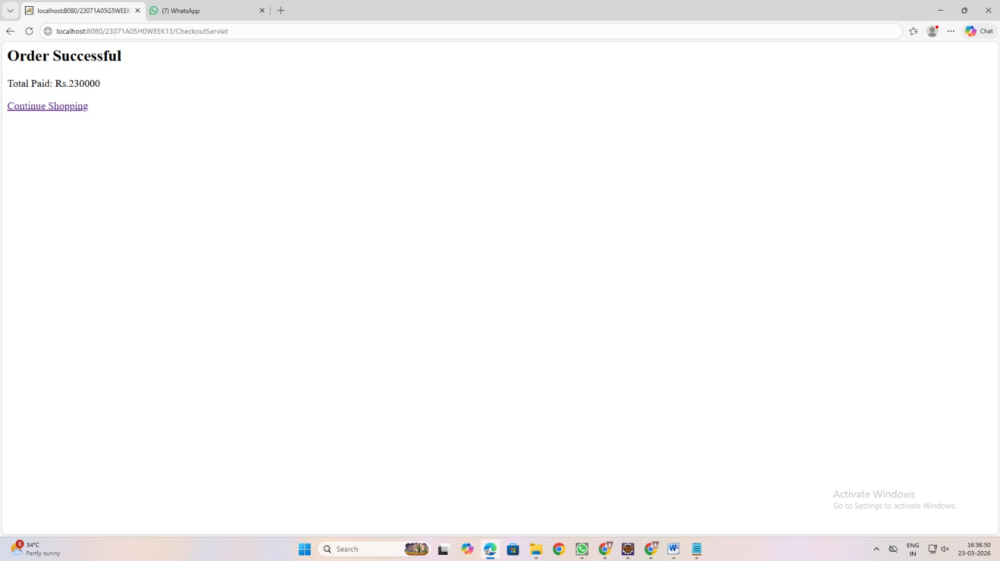 localhost:8080/23071A05G5WEEK
(7) WhatsApp
localhost:8080/23071A05H0WEEK13/CheckoutServlet
Chat
Order Successful
Total Paid: Rs.230000
Continue Shopping
Activate Windows
Go to Settings to activate Windows.
6
34°C
Partly sunny
Search
ENG
IN
16:36:50
23-03-2026